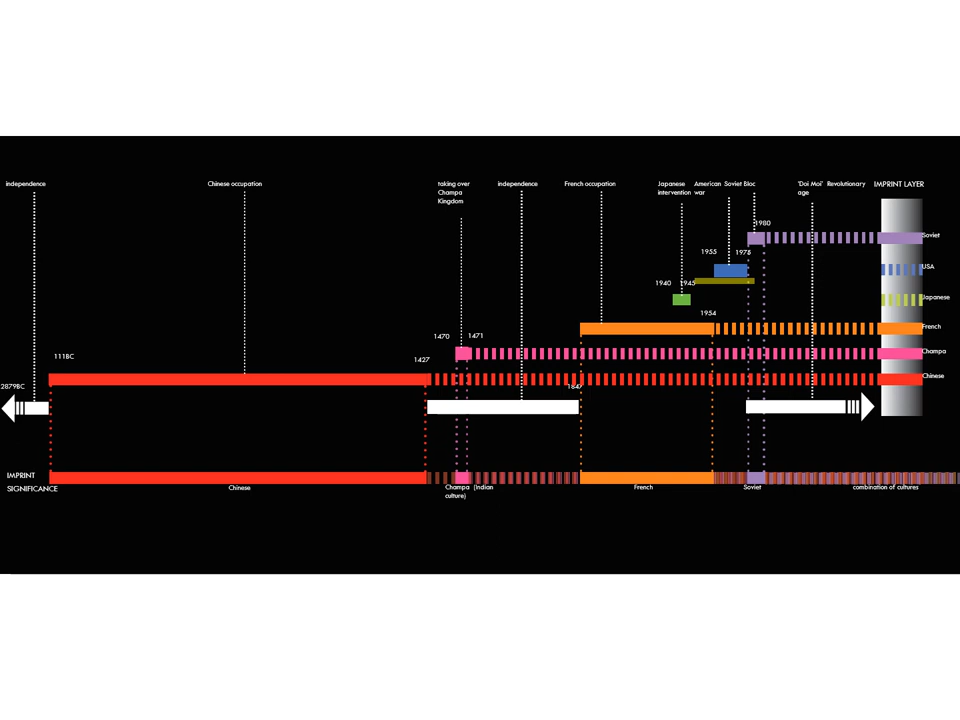 independence
Chinese occupation
taking over
Champa
Kingdom
independence
French occupation
Japanese
intervention
American
war
Soviet Bloc
'Doi Moi' Revolutionary
age
IMPRINT LAYER
1980
Soviet
1955
1975
USA
1940
1945
Japanese
1954
French
1470
1471
Champa
111BC
1427
Chinese
2879BC
IMPRINT
SIGNIFICANCE
Chinese
Champa (Indian
culture)
French
Soviet
combination of cultures